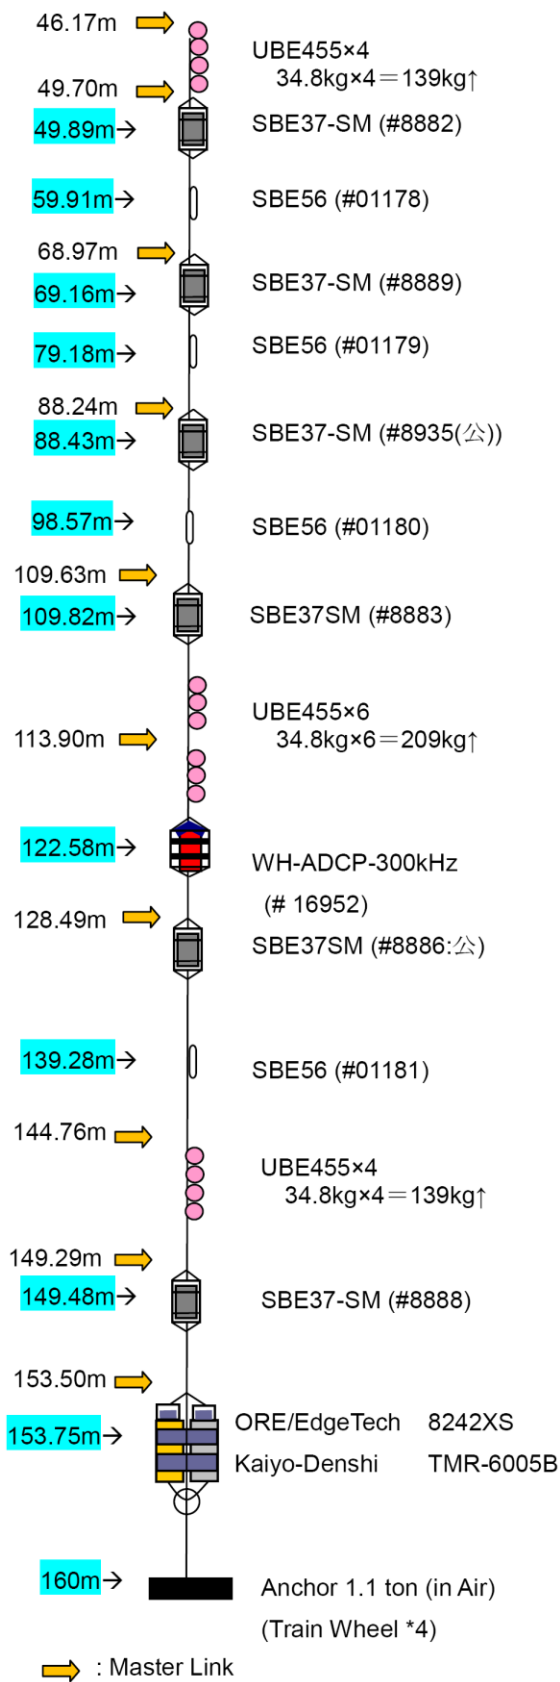 46.17m
UBE455×4
34.8kg×4＝139kg↑
49.70m
49.89m→
SBE37-SM (#8882)
59.91m→
SBE56 (#01178)
68.97m
69.16m→
SBE37-SM (#8889)
79.18m→
SBE56 (#01179)
88.24m
88.43m→
SBE37-SM (#8935(公))
98.57m→
SBE56 (#01180)
109.63m
109.82m→
SBE37SM (#8883)
UBE455×6
34.8kg×6＝209kg↑
113.90m
122.58m→
WH-ADCP-300kHz
(# 16952)
128.49m
SBE37SM (#8886:公)
139.28m→
SBE56 (#01181)
144.76m
UBE455×4
34.8kg×4＝139kg↑
149.29m
149.48m→
SBE37-SM (#8888)
153.50m
153.75m→
ORE/EdgeTech 8242XS
Kaiyo-Denshi TMR-6005B
160m→
Anchor 1.1 ton (in Air)
(Train Wheel *4)
: Master Link